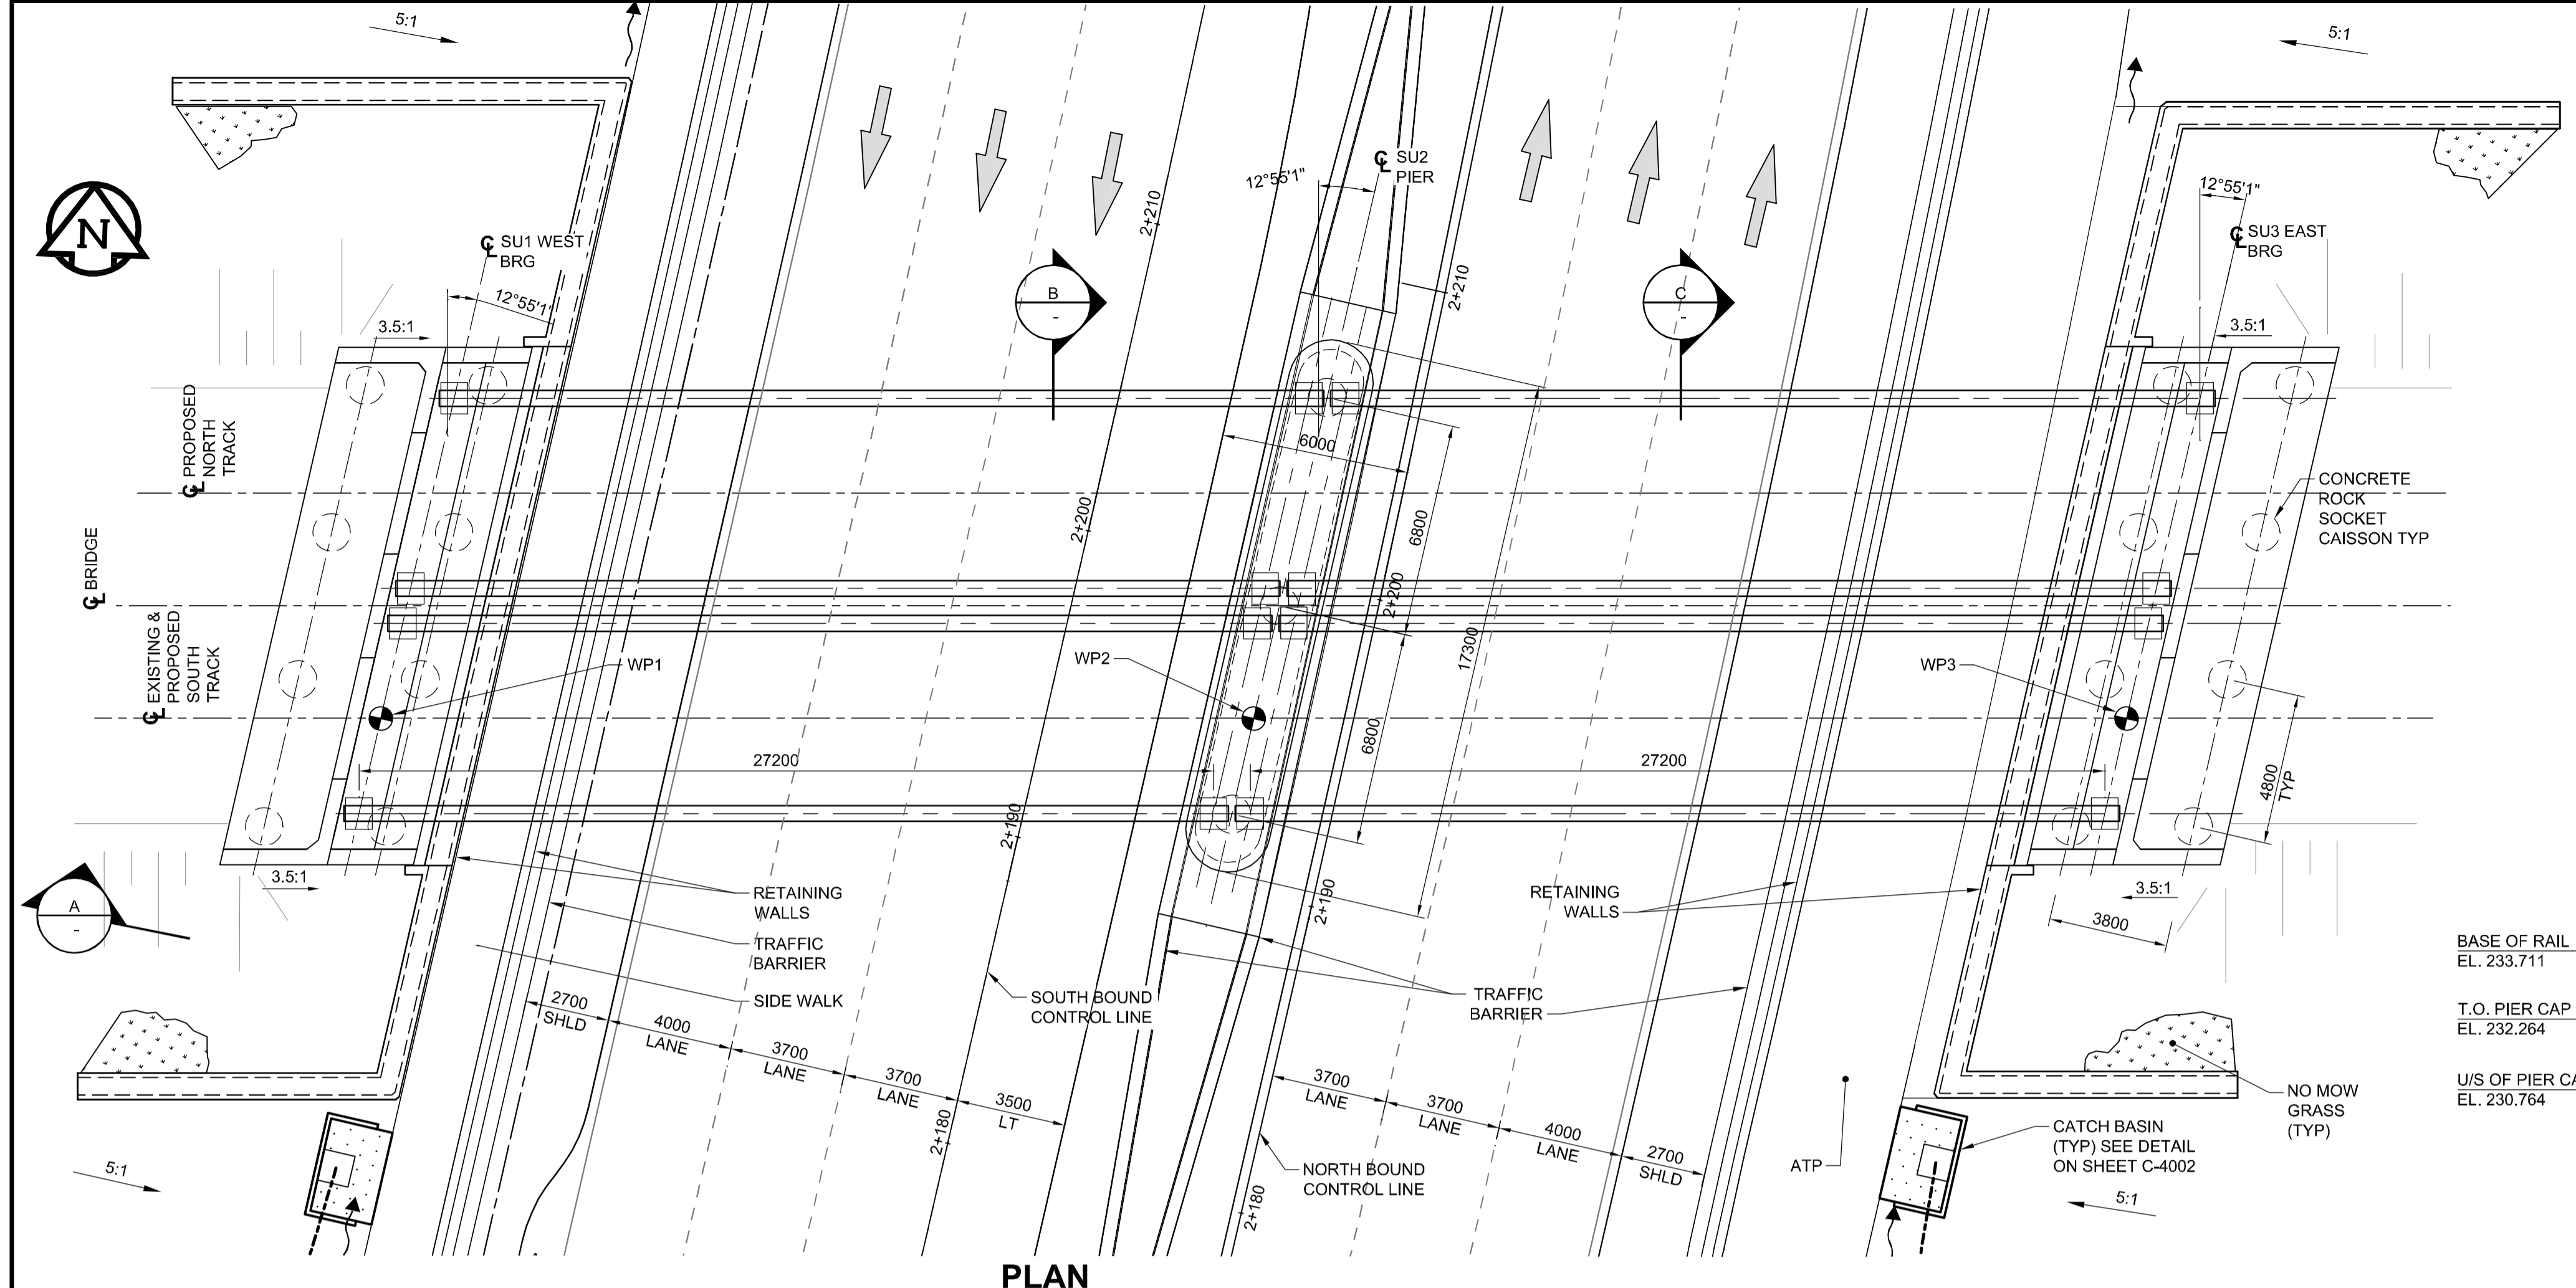 5:1
5:1
℄ SU2
PIER
12°55'1"
12°55'1"
N
℄ SU1 WEST
BRG
12°55'1"
2+210
℄ SU3 EAST
BRG
B
-
C
-
2+210
3.5:1
3.5:1
℄ PROPOSED
NORTH
TRACK
6000
CONCRETE
ROCK
SOCKET
CAISSON TYP
2+200
6800
℄ BRIDGE
2+200
℄ EXISTING &
PROPOSED
SOUTH
TRACK
17300
WP1
WP2
WP3
6800
27200
27200
4800
TYP
2+190
3.5:1
A
-
RETAINING
WALLS
2+190
RETAINING
WALLS
3.5:1
3800
TRAFFIC
BARRIER
BASE OF RAIL
EL. 233.711
SIDE WALK
SOUTH BOUND
CONTROL LINE
TRAFFIC
BARRIER
T.O. PIER CAP
EL. 232.264
2700
SHLD
4000
LANE
3700
LANE
3700
LANE
3500
LT
3700
LANE
3700
LANE
4000
LANE
2700
SHLD
NO MOW
GRASS
(TYP)
U/S OF PIER CA
EL. 230.764
2+180
CATCH BASIN
(TYP) SEE DETAIL
ON SHEET C-4002
ATP
5:1
NORTH BOUND
CONTROL LINE
2+180
5:1
PLAN